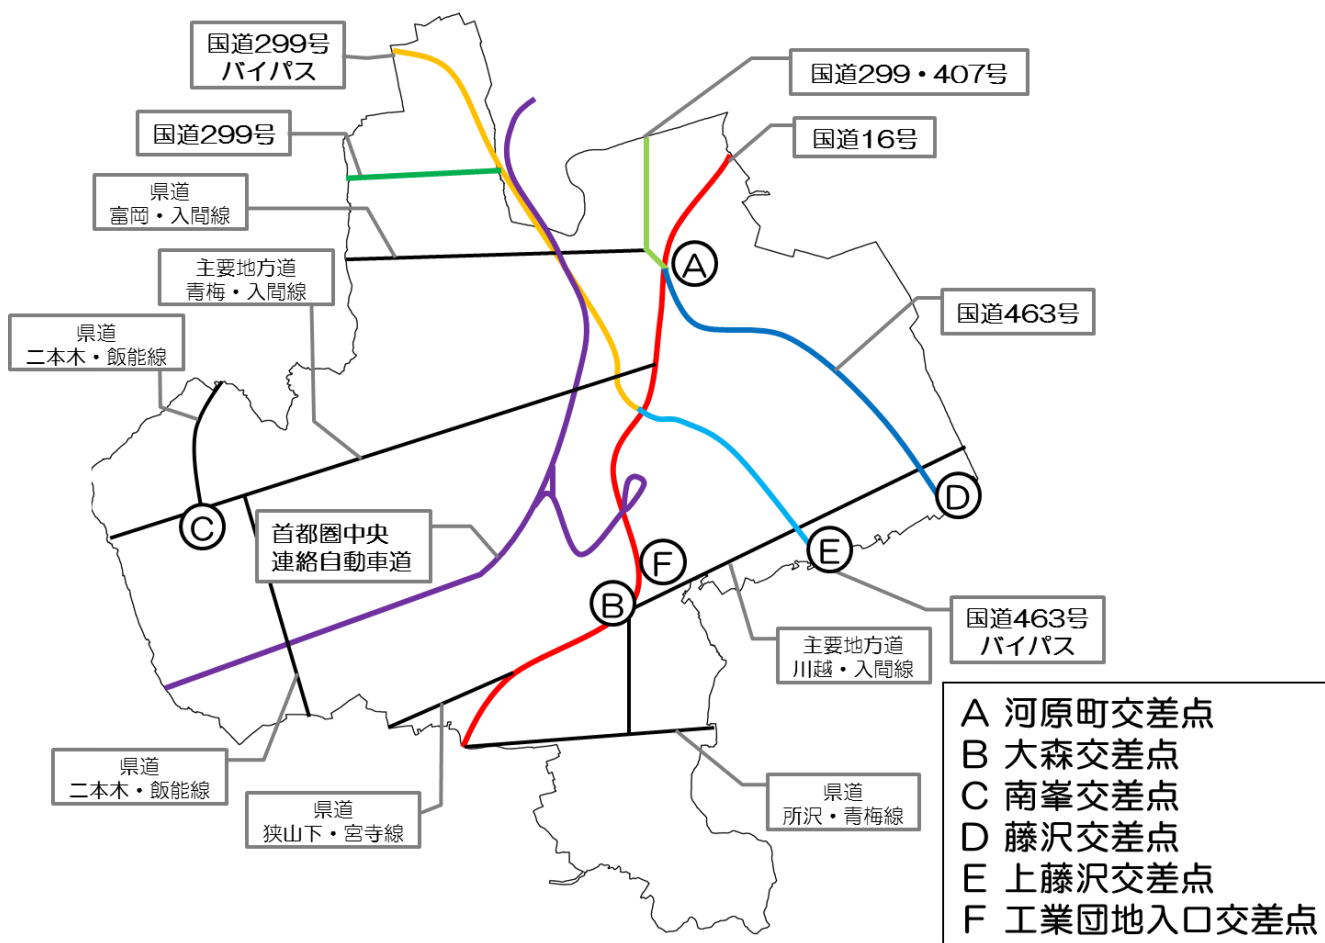 国道299号
バイパス
国道299・407号
国道299号
国道16号
県道
富岡・入間線
A
主要地方道
青梅・入間線
国道463号
県道
二本木・飯能線
C
D
首都圏中央
連絡自動車道
E
F
B
国道463号
バイパス
主要地方道
川越・入間線
県道
二本木・飯能線
県道
狭山下・宮寺線
県道
所沢・青梅線
A 河原町交差点
B 大森交差点
C 南峯交差点
D 藤沢交差点
E 上藤沢交差点
F 工業団地入口交差点